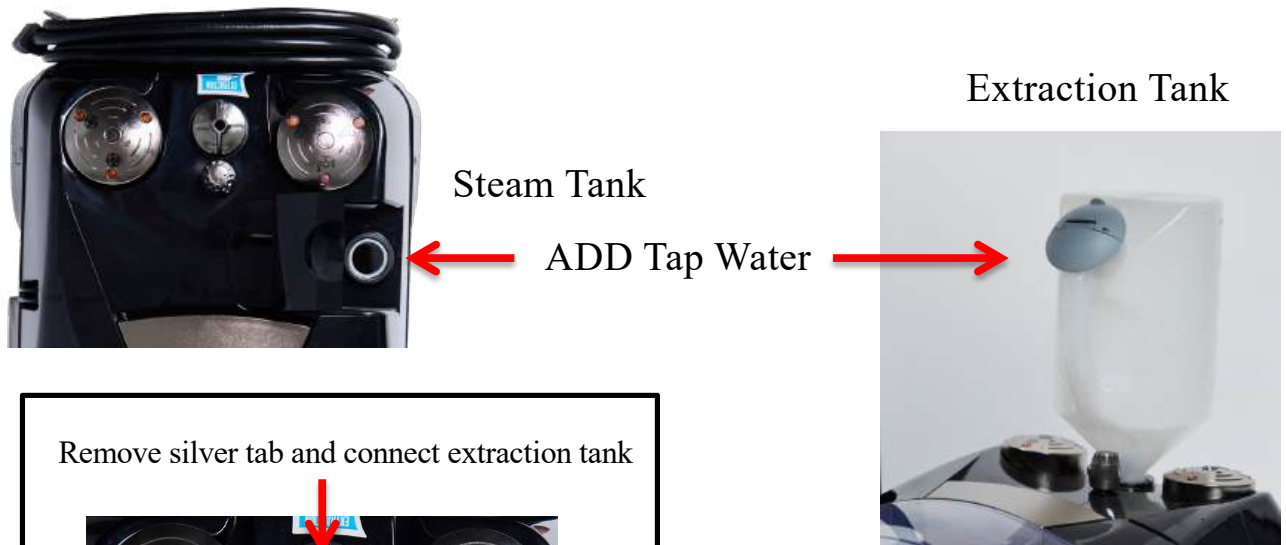 Extraction Tank
Steam Tank
ADD Tap Water
Remove silver tab and connect extraction tank